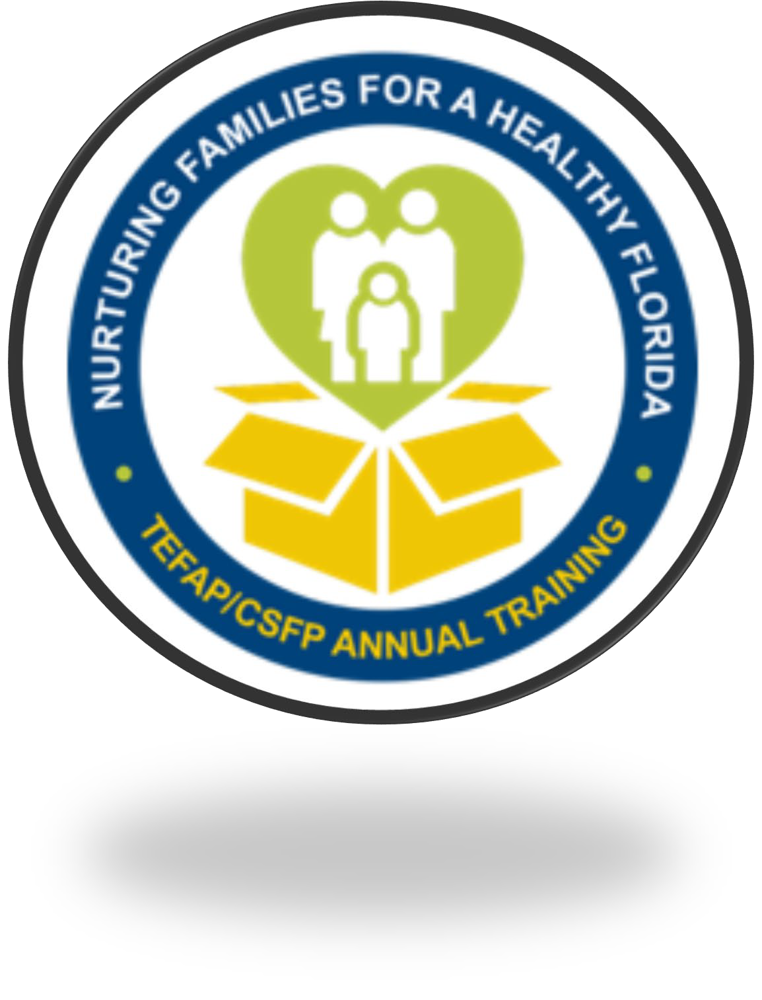 NURTURING FAMILIES FOR A HEALTHY FLORIDA
TEFAP/CSFP ANNUAL TRAINING